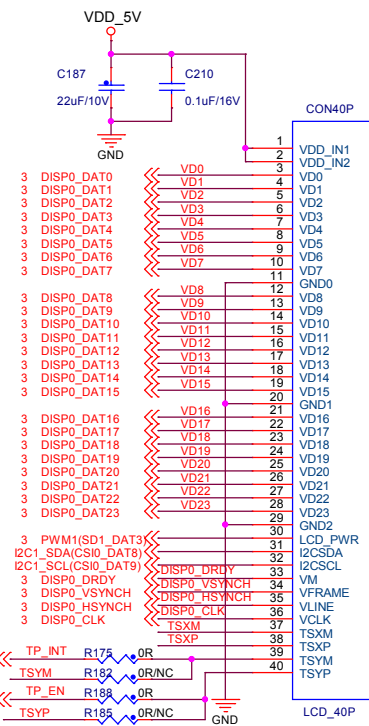 VDD_5V
C187
C210
22uF/10V
0.1uF/16V
GND
CON40P
1 VDD_IN1
2 VDD_IN2
3 DISP0_DAT0 VD0 3 VD0
3 DISP0_DAT1 VD1 4 VD1
3 DISP0_DAT2 VD2 5 VD2
3 DISP0_DAT3 VD3 6 VD3
3 DISP0_DAT4 VD4 7 VD4
3 DISP0_DAT5 VD5 8 VD5
3 DISP0_DAT6 VD6 9 VD6
3 DISP0_DAT7 VD7 10 VD7
11 GND0
3 DISP0_DAT8 VD8 12 VD8
3 DISP0_DAT9 VD9 13 VD9
3 DISP0_DAT10 VD10 14 VD10
3 DISP0_DAT11 VD11 15 VD11
3 DISP0_DAT12 VD12 16 VD12
3 DISP0_DAT13 VD13 17 VD13
3 DISP0_DAT14 VD14 18 VD14
3 DISP0_DAT15 VD15 19 VD15
20 GND1
3 DISP0_DAT16 VD16 21 VD16
3 DISP0_DAT17 VD17 22 VD17
3 DISP0_DAT18 VD18 23 VD18
3 DISP0_DAT19 VD19 24 VD19
3 DISP0_DAT20 VD20 25 VD20
3 DISP0_DAT21 VD21 26 VD21
3 DISP0_DAT22 VD22 27 VD22
3 DISP0_DAT23 VD23 28 VD23
29 GND2
3 PWM1(SD1_DAT3) 30 LCD_PWR
I2C1_SDA(CSI0_DAT8) 31 I2CSDA
I2C1_SCL(CSI0_DAT9) 32 I2CSCL
3 DISP0_DRDY DISP0_DRDY 33 VM
3 DISP0_VSYNCH DISP0_VSYNCH 34 VFRAME
3 DISP0_HSYNCH DISP0_HSYNCH 35 VLINE
3 DISP0_CLK DISP0_CLK 36 VCLK
TSXM 37 TSXM
TSXP 38 TSXP
39 TSYM
40 TSYP
TP_INT R175 0R
TSYM R182 0R/NC
TP_EN R188 0R
TSYP R185 0R/NC
GND
LCD_40P